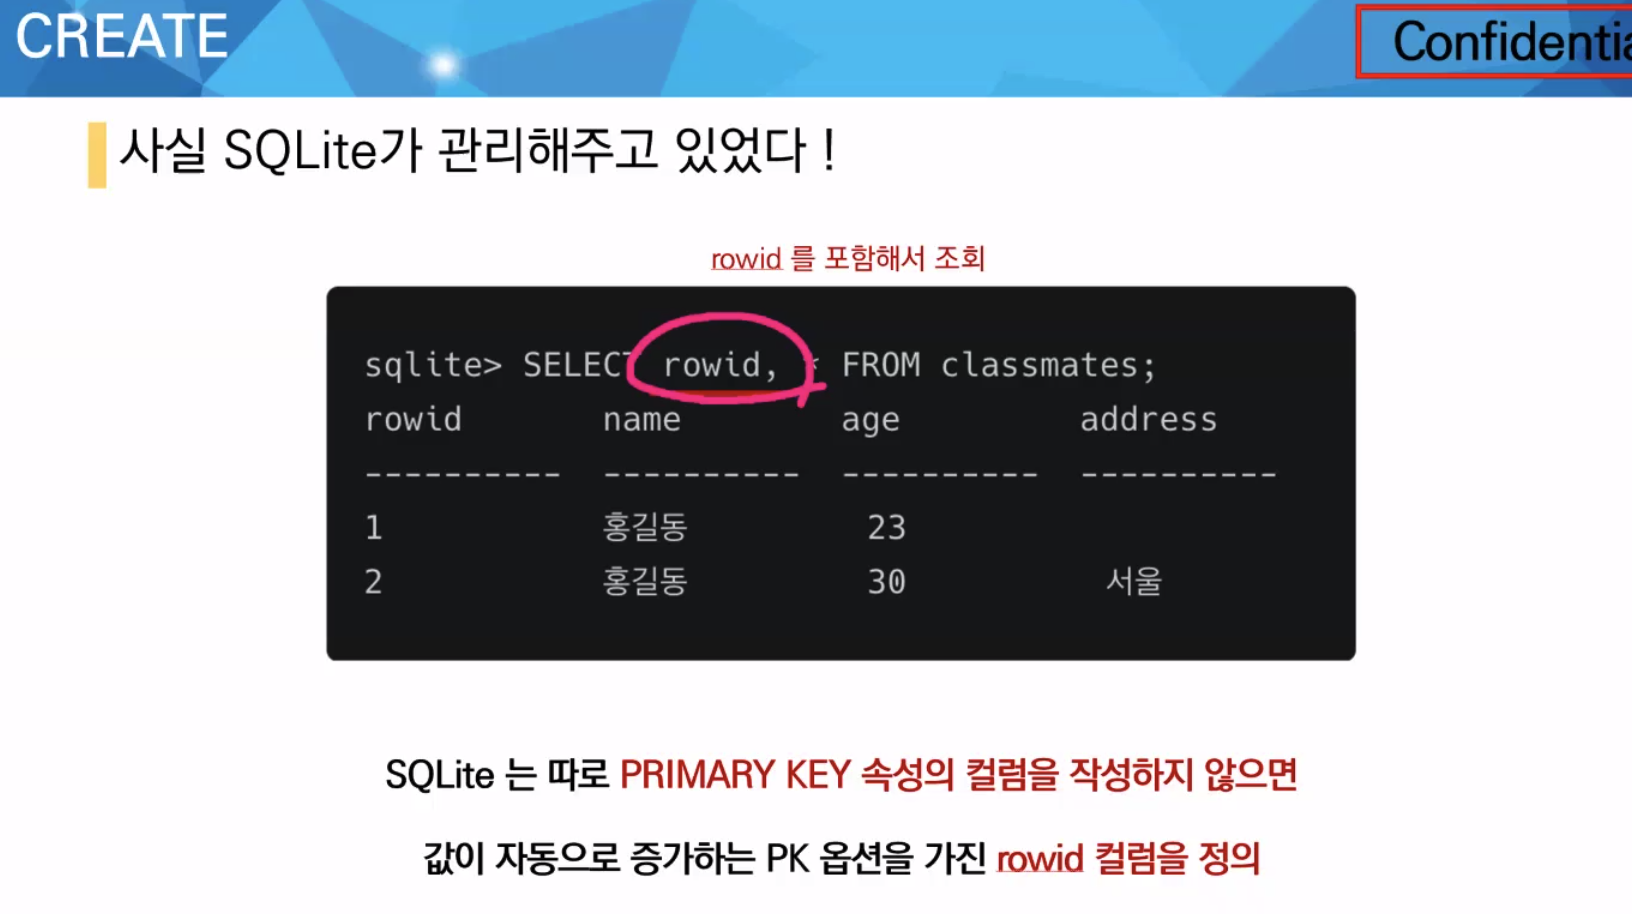 CREATE
사실 SQLite가 관리해주고 있었다 !
rowid 를 포함해서 조회
sqlite> SELECT rowid, * FROM classmates;
rowid name age address
---------- ---------- ---------- ----------
1 홍길동 23
2 홍길동 30 서울
SQLite 는 따로 PRIMARY KEY 속성의 컬럼을 작성하지 않으면
값이 자동으로 증가하는 PK 옵션을 가진 rowid 컬럼을 정의